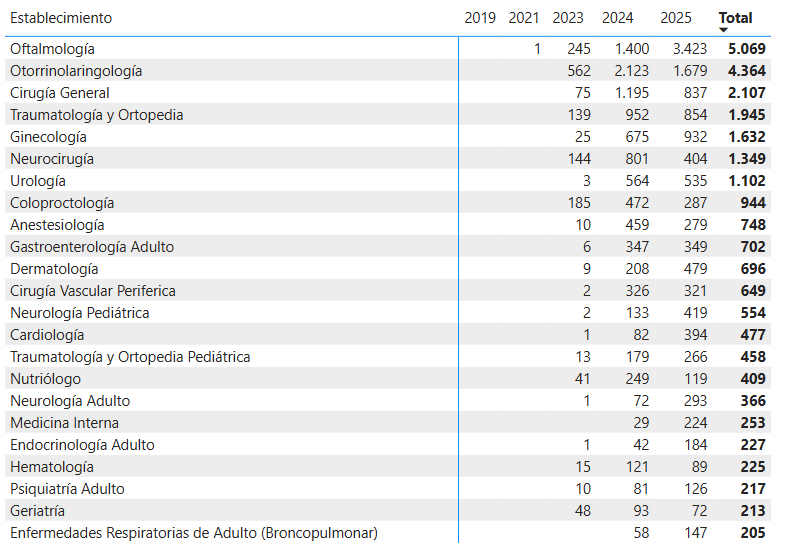 Establecimiento 2019 2021 2023 2024 2025 Total
Oftalmología 1 245 1.400 3.423 5.069
Otorrinolaringología 562 2.123 1.679 4.364
Cirugía General 75 1.195 837 2.107
Traumatología y Ortopedia 139 952 854 1.945
Ginecología 25 675 932 1.632
Neurocirugía 144 801 404 1.349
Urología 3 564 535 1.102
Coloproctología 185 472 287 944
Anestesiología 10 459 279 748
Gastroenterología Adulto 6 347 349 702
Dermatología 9 208 479 696
Cirugía Vascular Periferica 2 326 321 649
Neurología Pediátrica 2 133 419 554
Cardiología 1 82 394 477
Traumatología y Ortopedia Pediátrica 13 179 266 458
Nutriólogo 41 249 119 409
Neurología Adulto 1 72 293 366
Medicina Interna 29 224 253
Endocrinología Adulto 1 42 184 227
Hematología 15 121 89 225
Psiquiatría Adulto 10 81 126 217
Geriatría 48 93 72 213
Enfermedades Respiratorias de Adulto (Broncopulmonar) 58 147 205